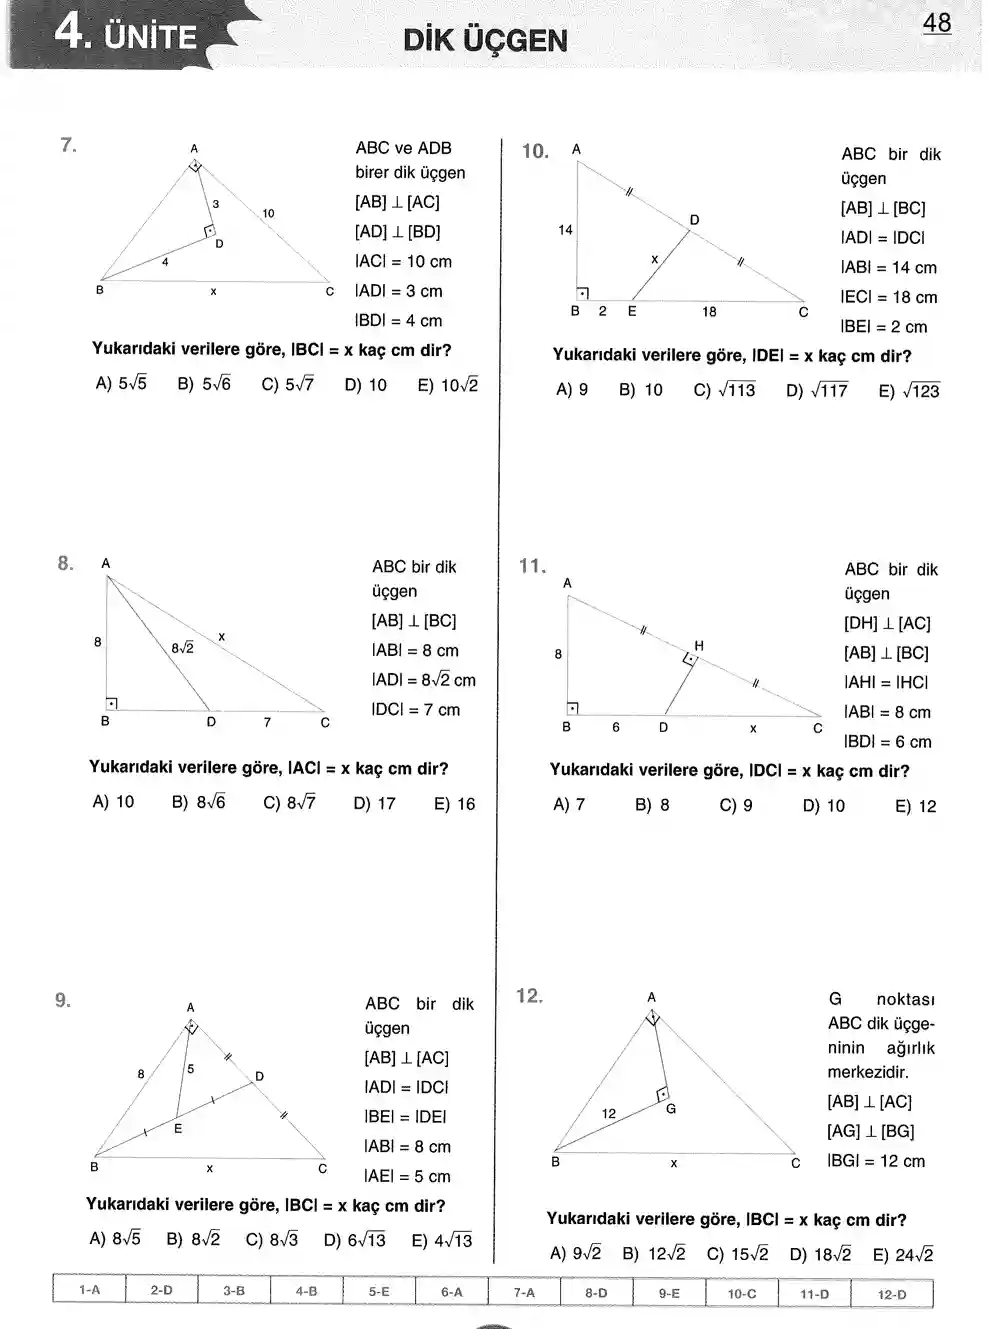 4. ÜNİTE
DİK ÜÇGEN
48
7.
A
3
10
D
4
B
x
C
ABC ve ADB
birer dik üçgen
[AB] ⊥ [AC]
[AD] ⊥ [BD]
IACI = 10 cm
IADI = 3 cm
IBDI = 4 cm
Yukarıdaki verilere göre, IBCI = x kaç cm dir?
A) 5√5 B) 5√6 C) 5√7 D) 10 E) 10√2
8.
A
8
8√2
x
B
D
7
C
ABC bir dik
üçgen
[AB] ⊥ [BC]
IABI = 8 cm
IADI = 8√2 cm
IDCI = 7 cm
Yukarıdaki verilere göre, IACI = x kaç cm dir?
A) 10 B) 8√6 C) 8√7 D) 17 E) 16
9.
A
8
5
D
E
B
x
C
ABC bir dik
üçgen
[AB] ⊥ [AC]
IADI = IDCI
IBEI = IDEI
IABI = 8 cm
IAEI = 5 cm
Yukarıdaki verilere göre, IBCI = x kaç cm dir?
A) 8√5 B) 8√2 C) 8√3 D) 6√13 E) 4√13
10.
A
14
D
x
B 2 E 18 C
ABC bir dik
üçgen
[AB] ⊥ [BC]
IADI = IDCI
IABI = 14 cm
IECI = 18 cm
IBEI = 2 cm
Yukarıdaki verilere göre, IDEI = x kaç cm dir?
A) 9 B) 10 C) √113 D) √117 E) √123
11.
A
8
H
B 6 D x C
ABC bir dik
üçgen
[DH] ⊥ [AC]
[AB] ⊥ [BC]
IAHI = IHCI
IABI = 8 cm
IBDI = 6 cm
Yukarıdaki verilere göre, IDCI = x kaç cm dir?
A) 7 B) 8 C) 9 D) 10 E) 12
12.
A
12
G
B
x
C
G noktası
ABC dik üçge-
ninin ağırlık
merkezidir.
[AB] ⊥ [AC]
[AG] ⊥ [BG]
IBGI = 12 cm
Yukarıdaki verilere göre, IBCI = x kaç cm dir?
A) 9√2 B) 12√2 C) 15√2 D) 18√2 E) 24√2
1-A 2-D 3-B 4-B 5-E 6-A 7-A 8-D 9-E 10-C 11-D 12-D